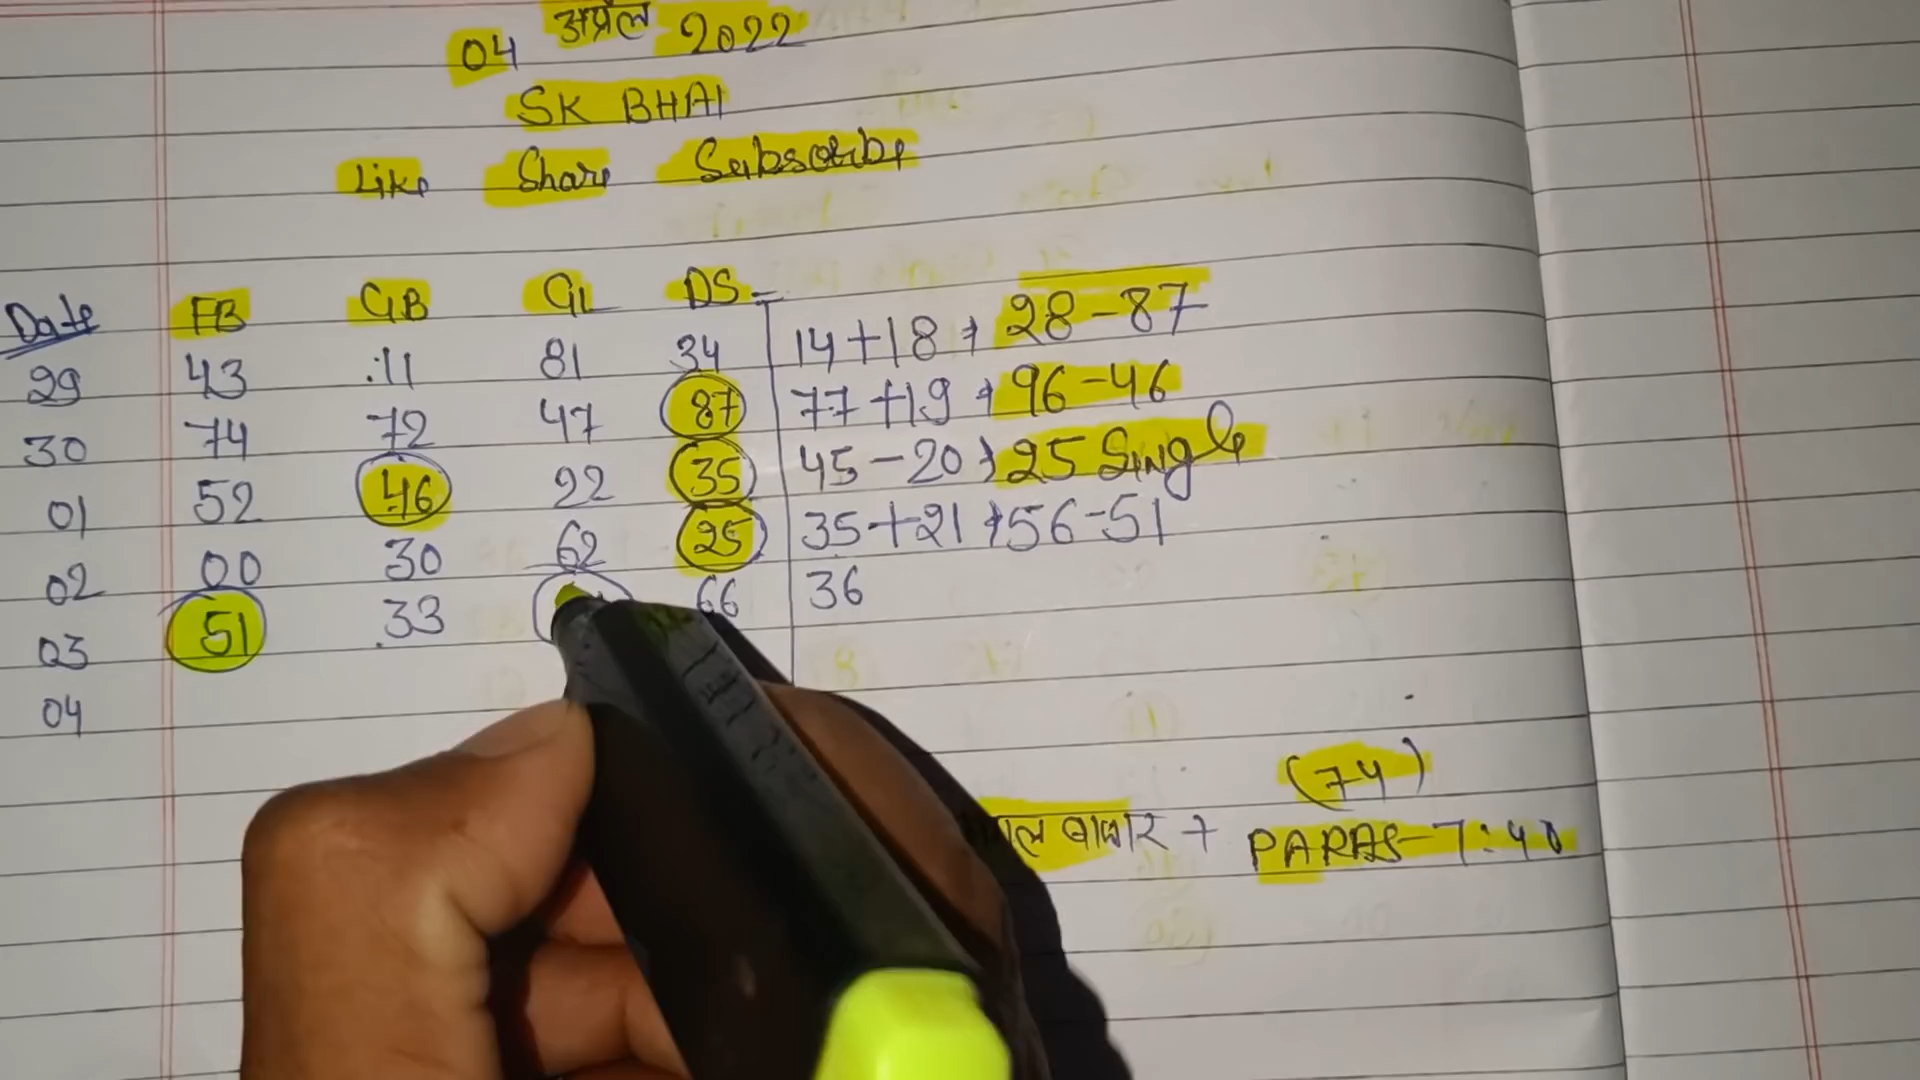 04 अप्रैल 2022
SK BHAI
Like Share Subscribe
Date FB GB GL DS
29 43 11 81 34 14+18+28-87
30 74 72 47 87 77+19+96-46
01 52 46 22 35 45-20+25 Single
02 00 30 62 25 35+21+56-51
03 51 33 66 36
04
(74)
बाजार + PARAS-7:40